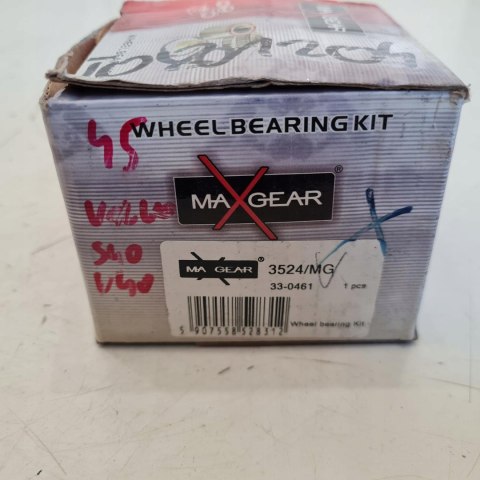 WHEEL BEARING KIT
45
MAXGEAR®
S40
V40
MAXGEAR® 3524/MG
33-0461 1 pcs
Wheel bearing Kit
5 907558 528312